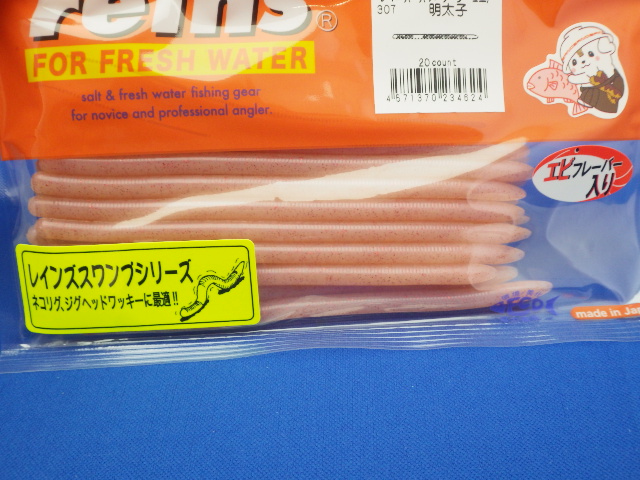 reins®
307 明太子
20count
4571370234624
FOR FRESH WATER
salt & fresh water fishing gear
for novice and professional angler.
エビフレーバー
入り
レインズスワンプシリーズ
ネコリグ、ジグヘッドワッキーに最適!!
made in